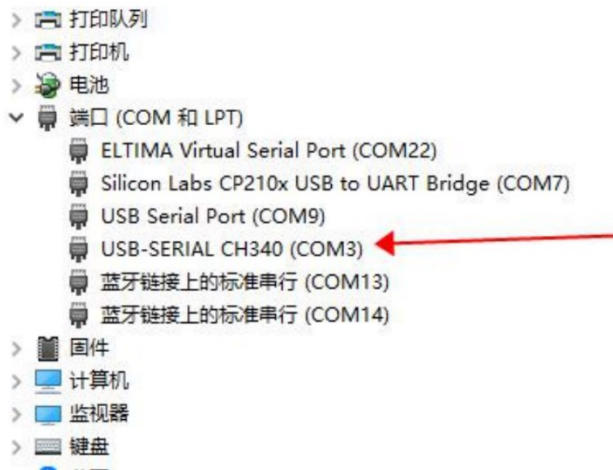 打印队列
打印机
电池
端口 (COM 和 LPT)
ELTIMA Virtual Serial Port (COM22)
Silicon Labs CP210x USB to UART Bridge (COM7)
USB Serial Port (COM9)
USB-SERIAL CH340 (COM3)
蓝牙链接上的标准串行 (COM13)
蓝牙链接上的标准串行 (COM14)
固件
计算机
监视器
键盘